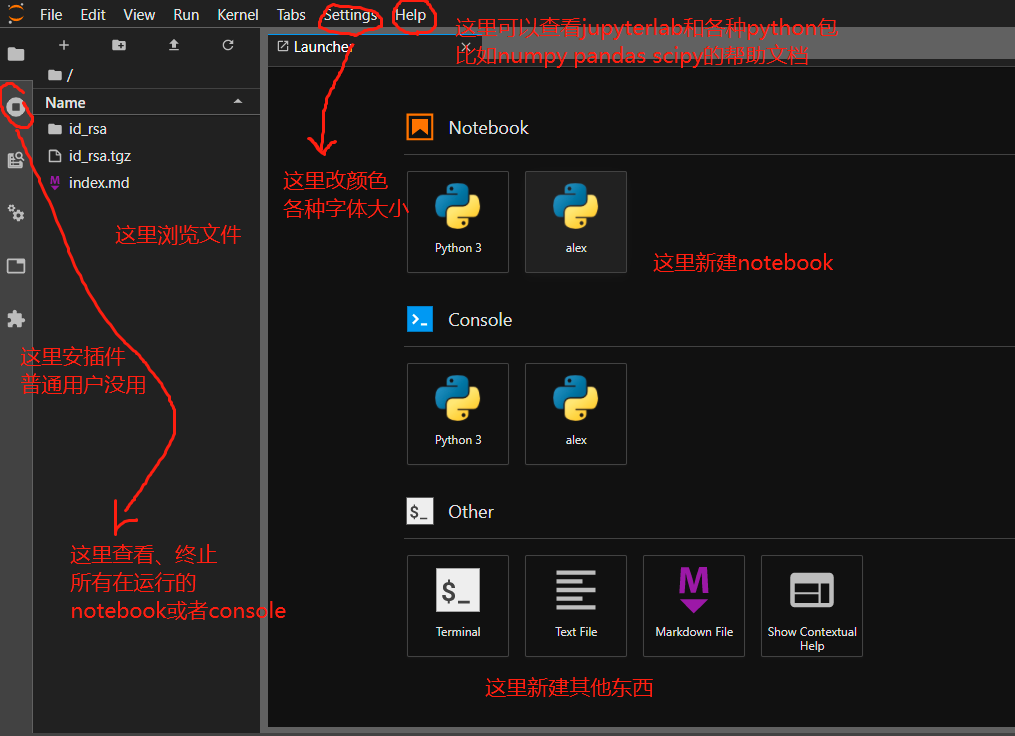 File Edit View Run Kernel Tabs Settings Help
这里可以查看jupyterlab和各种python包
比如numpy pandas scipy的帮助文档
Launcher
/
Name
id_rsa
id_rsa.tgz
index.md
这里浏览文件
这里安插件
普通用户没用
这里查看、终止
所有在运行的
notebook或者console
这里改颜色
各种字体大小
Notebook
Python 3
alex
这里新建notebook
Console
Python 3
alex
$_
Other
$_
Terminal
Text File
M
Markdown File
Show Contextual
Help
这里新建其他东西